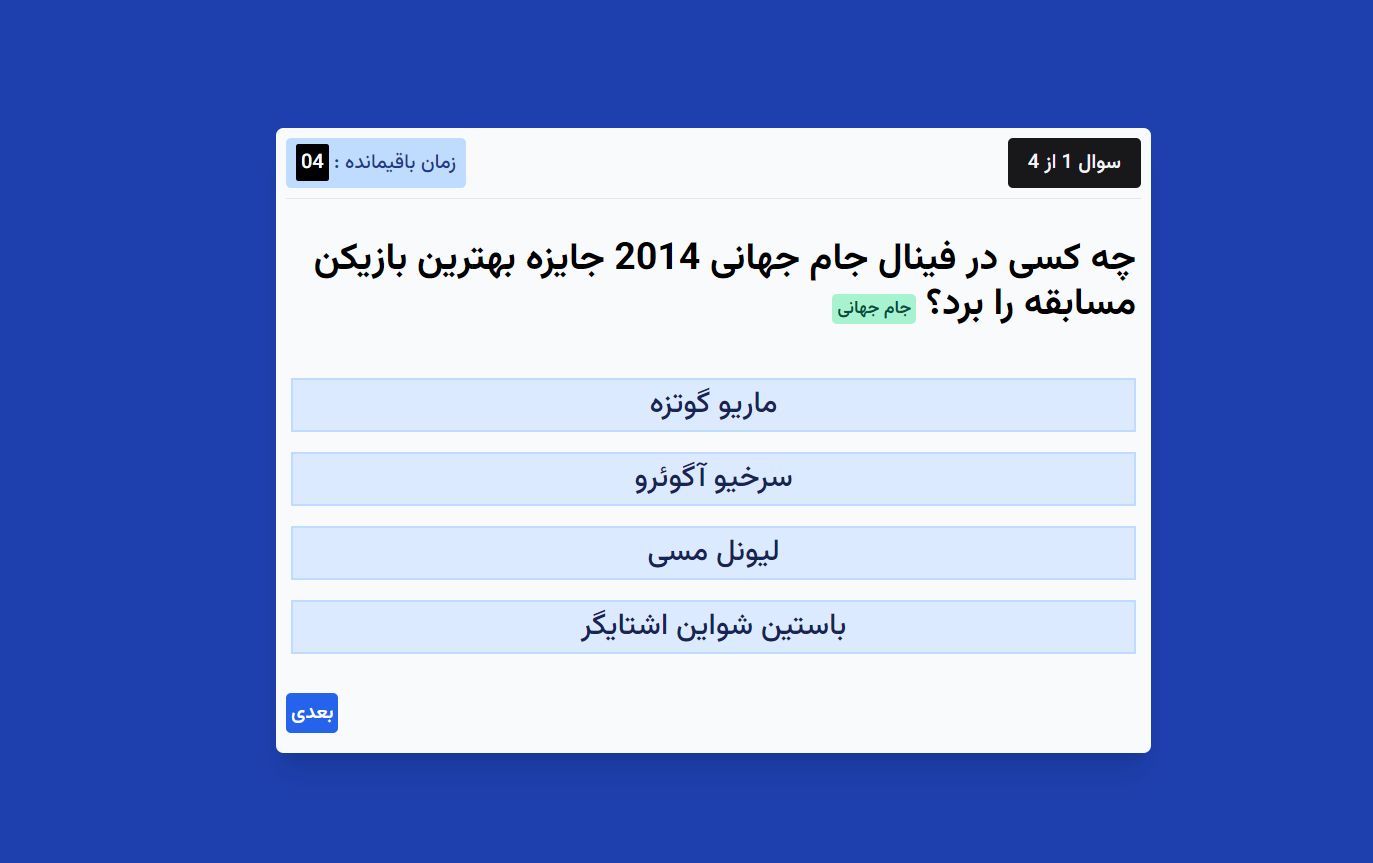 سوال 1 از 4
زمان باقیمانده : 04
چه کسی در فینال جام جهانی 2014 جایزه بهترین بازیکن
مسابقه را برد؟ جام جهانی
ماریو گوتزه
سرخیو آگوئرو
لیونل مسی
باستین شواین اشتایگر
بعدی